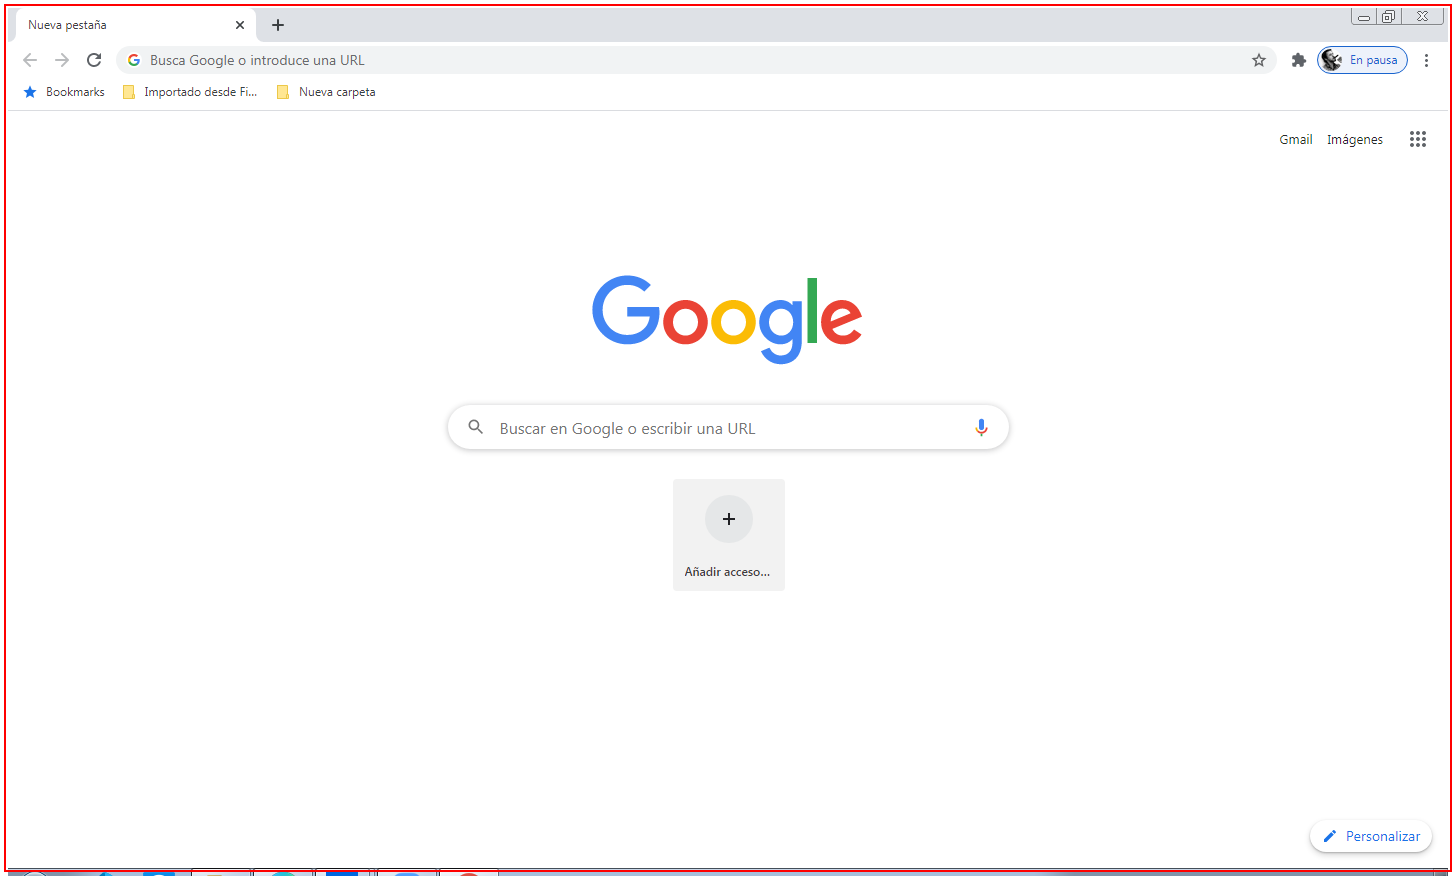 Nueva pestaña
Busca Google o introduce una URL
En pausa
Bookmarks
Importado desde Fi...
Nueva carpeta
Gmail
Imágenes
Google
Buscar en Google o escribir una URL
Añadir acceso...
Personalizar